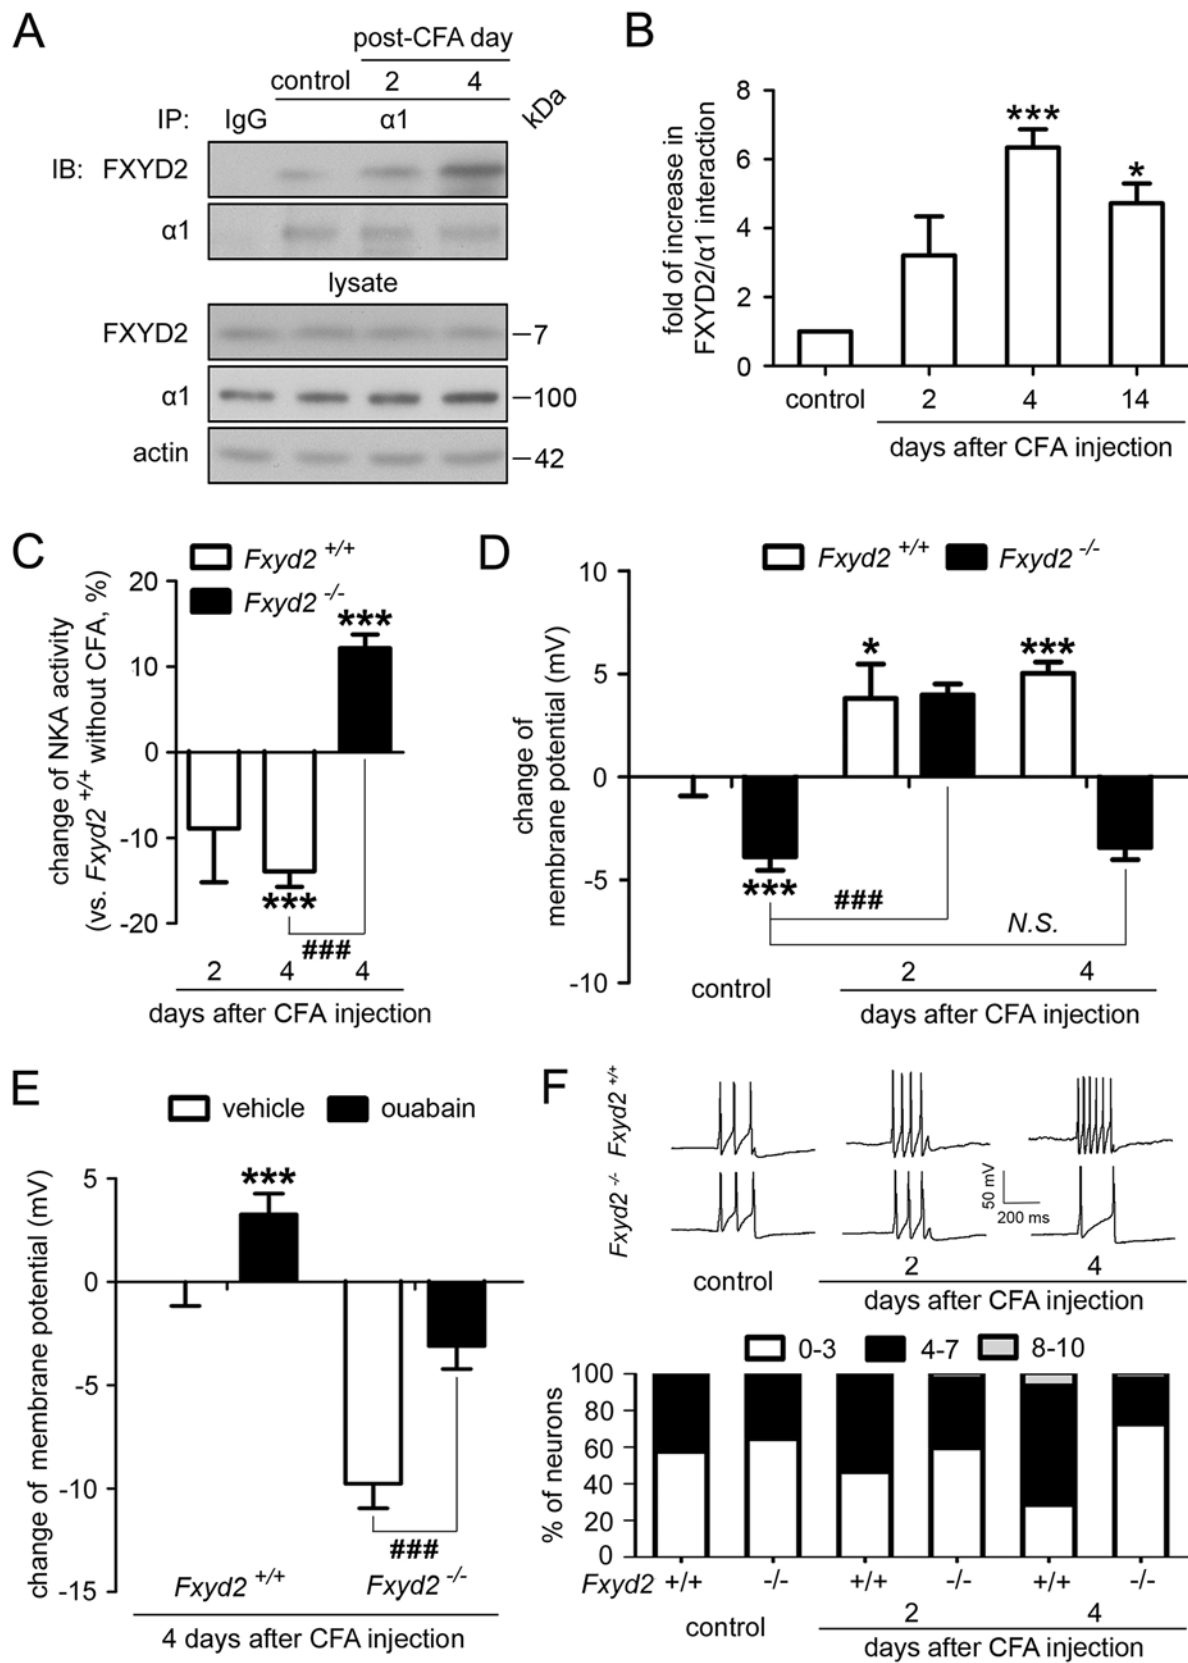 A
post-CFA day
control 2 4 kDa
IP: IgG α1
IB: FXYD2
α1
lysate
FXYD2 7
α1 100
actin 42
B
fold of increase in
FXYD2/α1 interaction
8
6
4
2
0
***
*
control 2 4 14
days after CFA injection
C
Fxyd2 +/+
Fxyd2 -/-
change of NKA activity
(vs. Fxyd2 +/+ without CFA, %)
20
10
0
-10
-20
***
***
###
2 4 4
days after CFA injection
D
Fxyd2 +/+ Fxyd2 -/-
change of
membrane potential (mV)
10
5
0
-5
-10
* ***
***
###
N.S.
control 2 4
days after CFA injection
E
vehicle ouabain
change of membrane potential (mV)
5
0
-5
-10
-15
***
###
Fxyd2 +/+ Fxyd2 -/-
4 days after CFA injection
F
Fxyd2 +/+
Fxyd2 -/-
50 mV
200 ms
control 2 4
days after CFA injection
0-3 4-7 8-10
% of neurons
100
80
60
40
20
0
Fxyd2 +/+ -/- +/+ -/- +/+ -/-
control 2 4
days after CFA injection